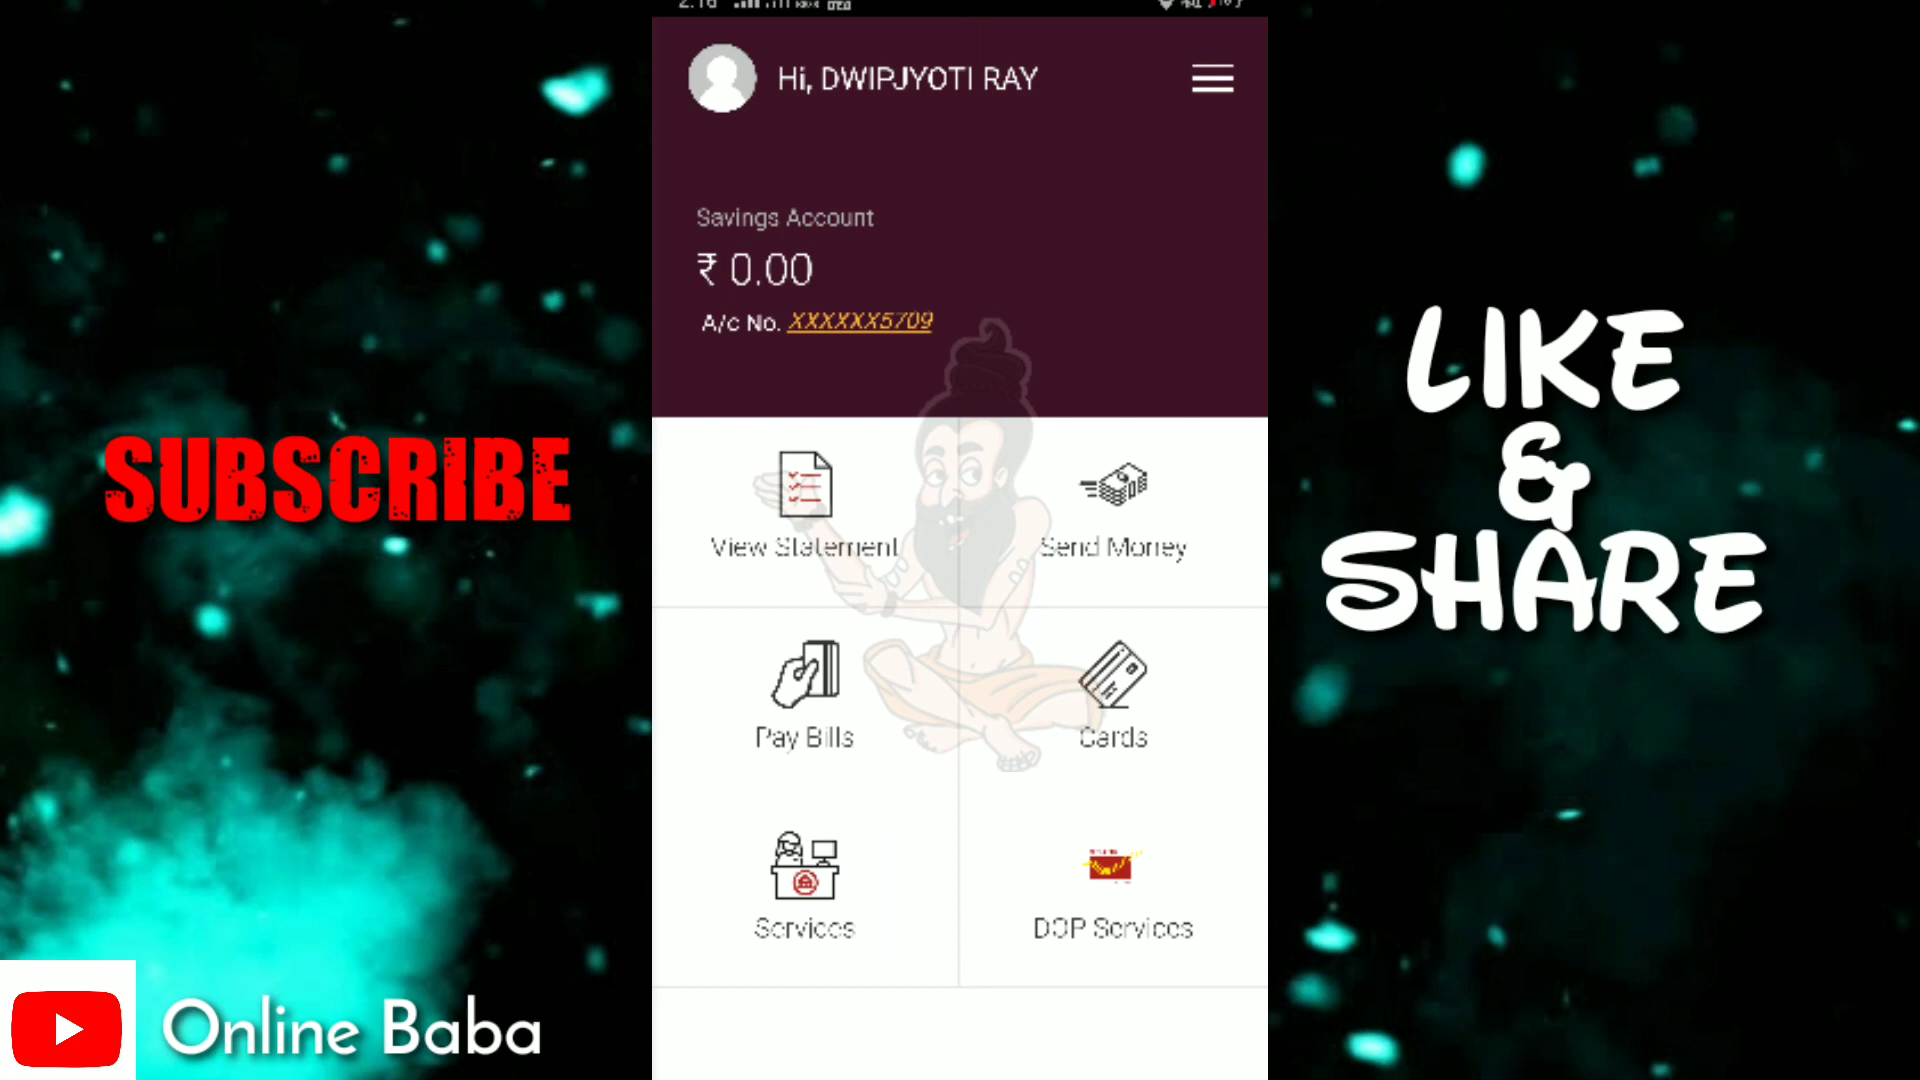 Hi, DWIPJYOTI RAY
Savings Account
₹ 0.00
A/c No. XXXXXX5709
View Statement
Send Money
Pay Bills
Cards
Services
DOP Services
SUBSCRIBE
LIKE
&
SHARE
Online Baba